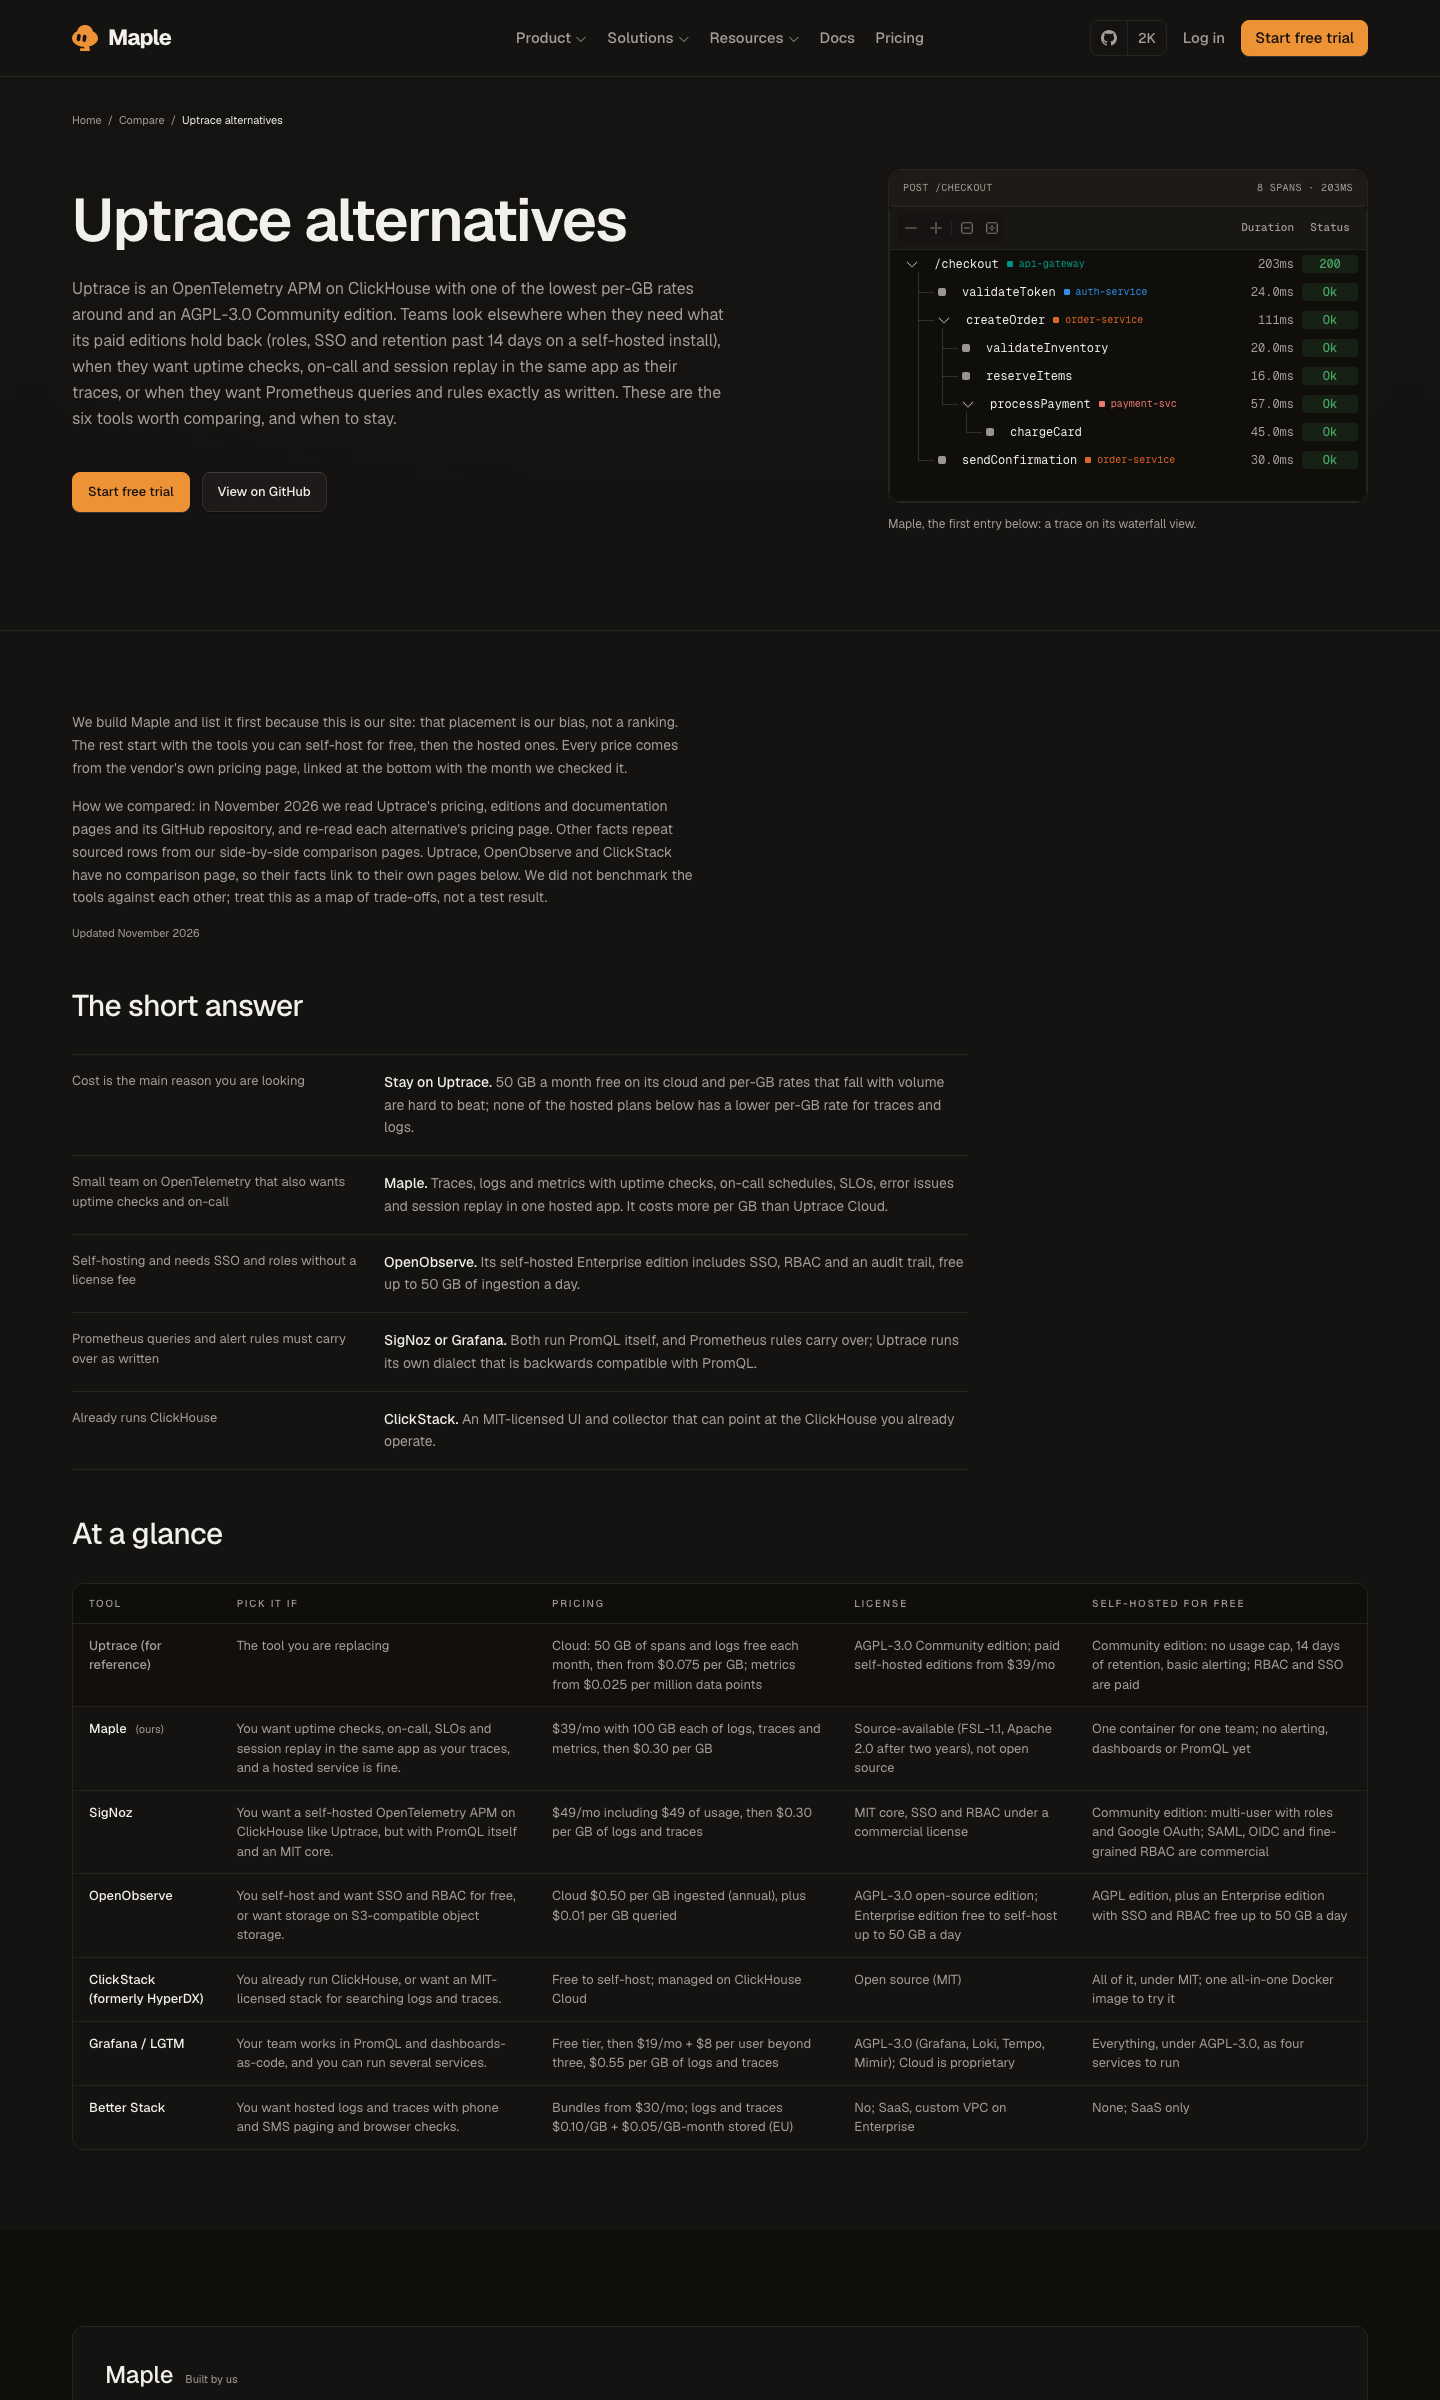 Maple
Product Solutions Resources Docs Pricing
2K Log in Start free trial
Home / Compare / Uptrace alternatives
Uptrace alternatives
Uptrace is an OpenTelemetry APM on ClickHouse with one of the lowest per-GB rates
around and an AGPL-3.0 Community edition. Teams look elsewhere when they need what
its paid editions hold back (roles, SSO and retention past 14 days on a self-hosted install),
when they want uptime checks, on-call and session replay in the same app as their
traces, or when they want Prometheus queries and rules exactly as written. These are the
six tools worth comparing, and when to stay.
Start free trial View on GitHub
POST /CHECKOUT 8 SPANS · 203MS
Duration Status
/checkout api-gateway 203ms 200
validateToken auth-service 24.0ms Ok
createOrder order-service 111ms Ok
validateInventory 20.0ms Ok
reserveItems 16.0ms Ok
processPayment payment-svc 57.0ms Ok
chargeCard 45.0ms Ok
sendConfirmation order-service 30.0ms Ok
Maple, the first entry below: a trace on its waterfall view.
We build Maple and list it first because this is our site: that placement is our bias, not a ranking.
The rest start with the tools you can self-host for free, then the hosted ones. Every price comes
from the vendor's own pricing page, linked at the bottom with the month we checked it.
How we compared: in November 2026 we read Uptrace's pricing, editions and documentation
pages and its GitHub repository, and re-read each alternative's pricing page. Other facts repeat
sourced rows from our side-by-side comparison pages. Uptrace, OpenObserve and ClickStack
have no comparison page, so their facts link to their own pages below. We did not benchmark the
tools against each other; treat this as a map of trade-offs, not a test result.
Updated November 2026
The short answer
Cost is the main reason you are looking
Stay on Uptrace. 50 GB a month free on its cloud and per-GB rates that fall with volume
are hard to beat; none of the hosted plans below has a lower per-GB rate for traces and
logs.
Small team on OpenTelemetry that also wants
uptime checks and on-call
Maple. Traces, logs and metrics with uptime checks, on-call schedules, SLOs, error issues
and session replay in one hosted app. It costs more per GB than Uptrace Cloud.
Self-hosting and needs SSO and roles without a
license fee
OpenObserve. Its self-hosted Enterprise edition includes SSO, RBAC and an audit trail, free
up to 50 GB of ingestion a day.
Prometheus queries and alert rules must carry
over as written
SigNoz or Grafana. Both run PromQL itself, and Prometheus rules carry over; Uptrace runs
its own dialect that is backwards compatible with PromQL.
Already runs ClickHouse
ClickStack. An MIT-licensed UI and collector that can point at the ClickHouse you already
operate.
At a glance
TOOL PICK IT IF PRICING LICENSE SELF-HOSTED FOR FREE
Uptrace (for
reference)
The tool you are replacing
Cloud: 50 GB of spans and logs free each
month, then from $0.075 per GB; metrics
from $0.025 per million data points
AGPL-3.0 Community edition; paid
self-hosted editions from $39/mo
Community edition: no usage cap, 14 days
of retention, basic alerting; RBAC and SSO
are paid
Maple (ours)
You want uptime checks, on-call, SLOs and
session replay in the same app as your traces,
and a hosted service is fine.
$39/mo with 100 GB each of logs, traces and
metrics, then $0.30 per GB
Source-available (FSL-1.1, Apache
2.0 after two years), not open
source
One container for one team; no alerting,
dashboards or PromQL yet
SigNoz
You want a self-hosted OpenTelemetry APM on
ClickHouse like Uptrace, but with PromQL itself
and an MIT core.
$49/mo including $49 of usage, then $0.30
per GB of logs and traces
MIT core, SSO and RBAC under a
commercial license
Community edition: multi-user with roles
and Google OAuth; SAML, OIDC and fine-
grained RBAC are commercial
OpenObserve
You self-host and want SSO and RBAC for free,
or want storage on S3-compatible object
storage.
Cloud $0.50 per GB ingested (annual), plus
$0.01 per GB queried
AGPL-3.0 open-source edition;
Enterprise edition free to self-host
up to 50 GB a day
AGPL edition, plus an Enterprise edition
with SSO and RBAC free up to 50 GB a day
ClickStack
(formerly HyperDX)
You already run ClickHouse, or want an MIT-
licensed stack for searching logs and traces.
Free to self-host; managed on ClickHouse
Cloud
Open source (MIT)
All of it, under MIT; one all-in-one Docker
image to try it
Grafana / LGTM
Your team works in PromQL and dashboards-
as-code, and you can run several services.
Free tier, then $19/mo + $8 per user beyond
three, $0.55 per GB of logs and traces
AGPL-3.0 (Grafana, Loki, Tempo,
Mimir); Cloud is proprietary
Everything, under AGPL-3.0, as four
services to run
Better Stack
You want hosted logs and traces with phone
and SMS paging and browser checks.
Bundles from $30/mo; logs and traces
$0.10/GB + $0.05/GB-month stored (EU)
No; SaaS, custom VPC on
Enterprise
None; SaaS only
Maple Built by us